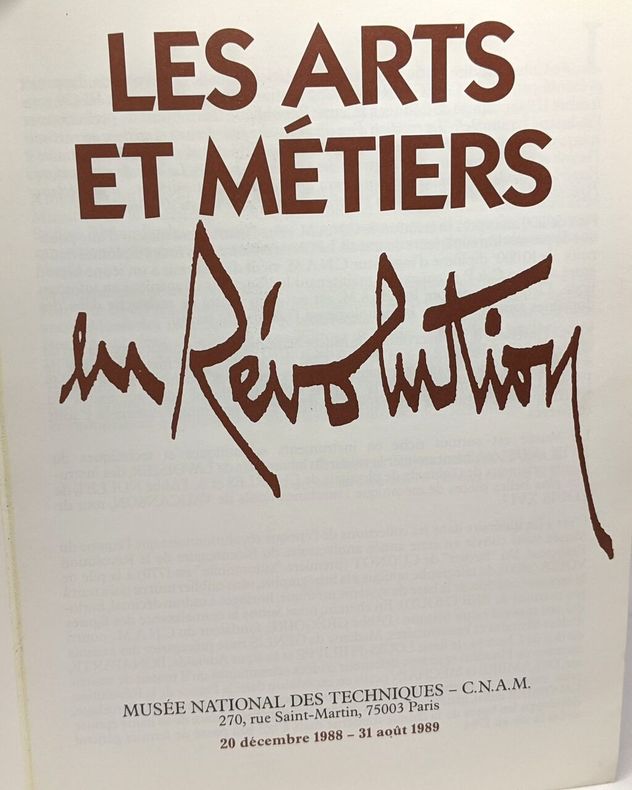 LES ARTS
ET MÉTIERS
en Révolution
MUSÉE NATIONAL DES TECHNIQUES – C.N.A.M.
270, rue Saint-Martin, 75003 Paris
20 décembre 1988 – 31 août 1989